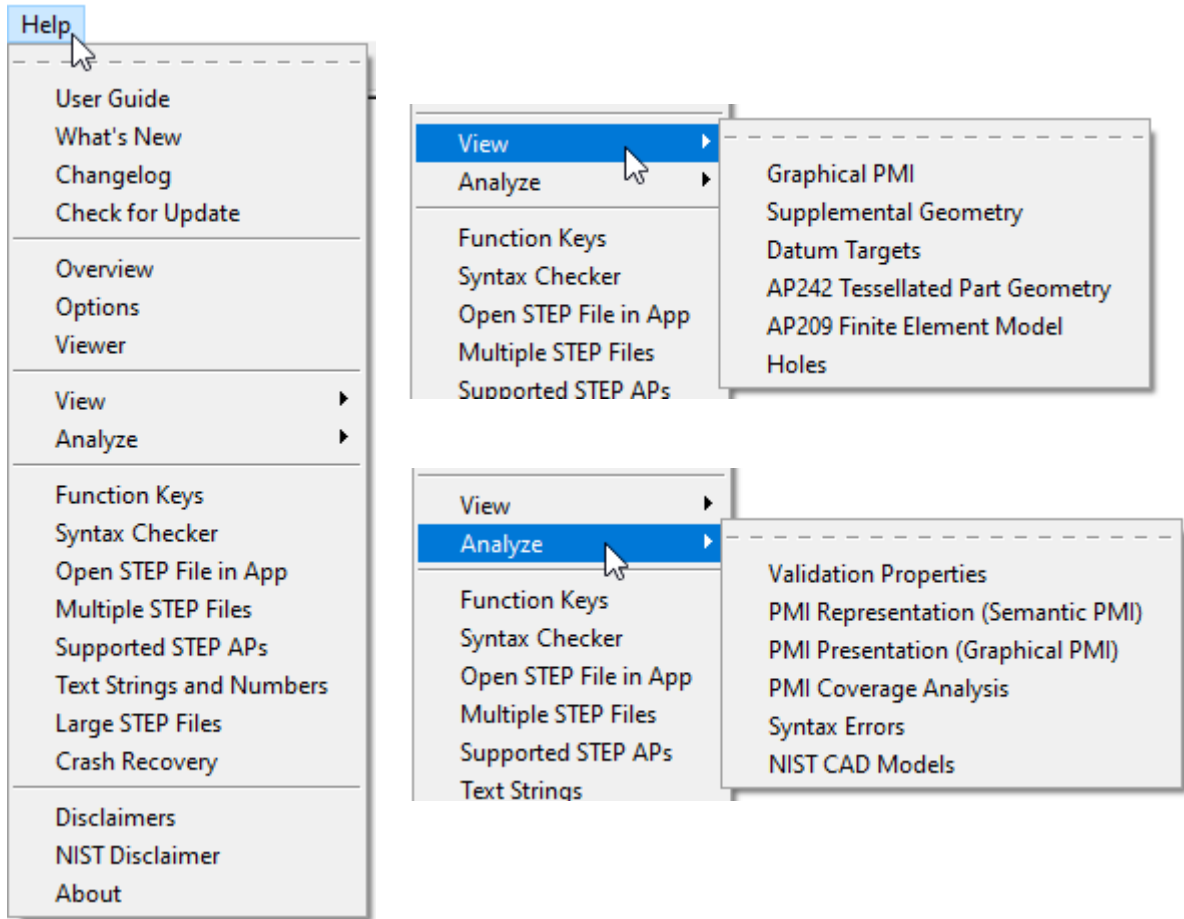 Help
User Guide
What's New
Changelog
Check for Update
Overview
Options
Viewer
View
Analyze
Function Keys
Syntax Checker
Open STEP File in App
Multiple STEP Files
Supported STEP APs
Text Strings and Numbers
Large STEP Files
Crash Recovery
Disclaimers
NIST Disclaimer
About
View
Analyze
Function Keys
Syntax Checker
Open STEP File in App
Multiple STEP Files
Supported STEP APs
Graphical PMI
Supplemental Geometry
Datum Targets
AP242 Tessellated Part Geometry
AP209 Finite Element Model
Holes
View
Analyze
Function Keys
Syntax Checker
Open STEP File in App
Multiple STEP Files
Supported STEP APs
Text Strings
Validation Properties
PMI Representation (Semantic PMI)
PMI Presentation (Graphical PMI)
PMI Coverage Analysis
Syntax Errors
NIST CAD Models